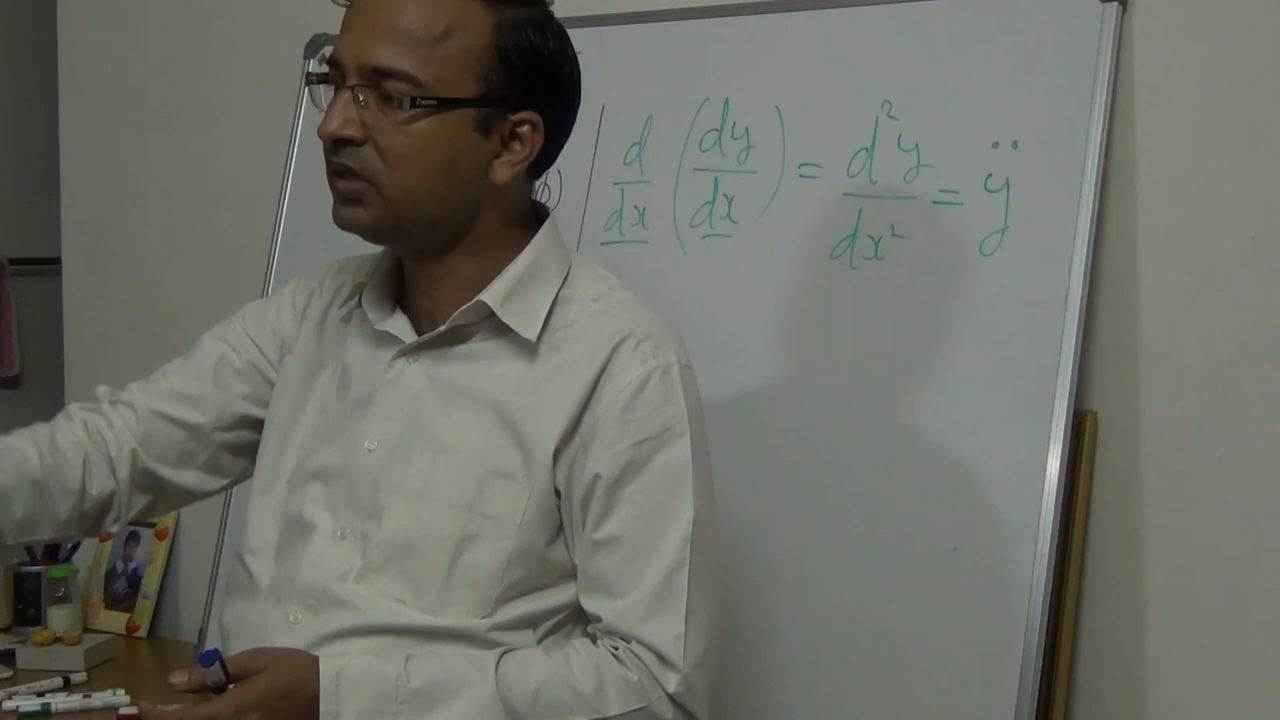 d/dx (dy/dx) = d²y/dx² = ÿ